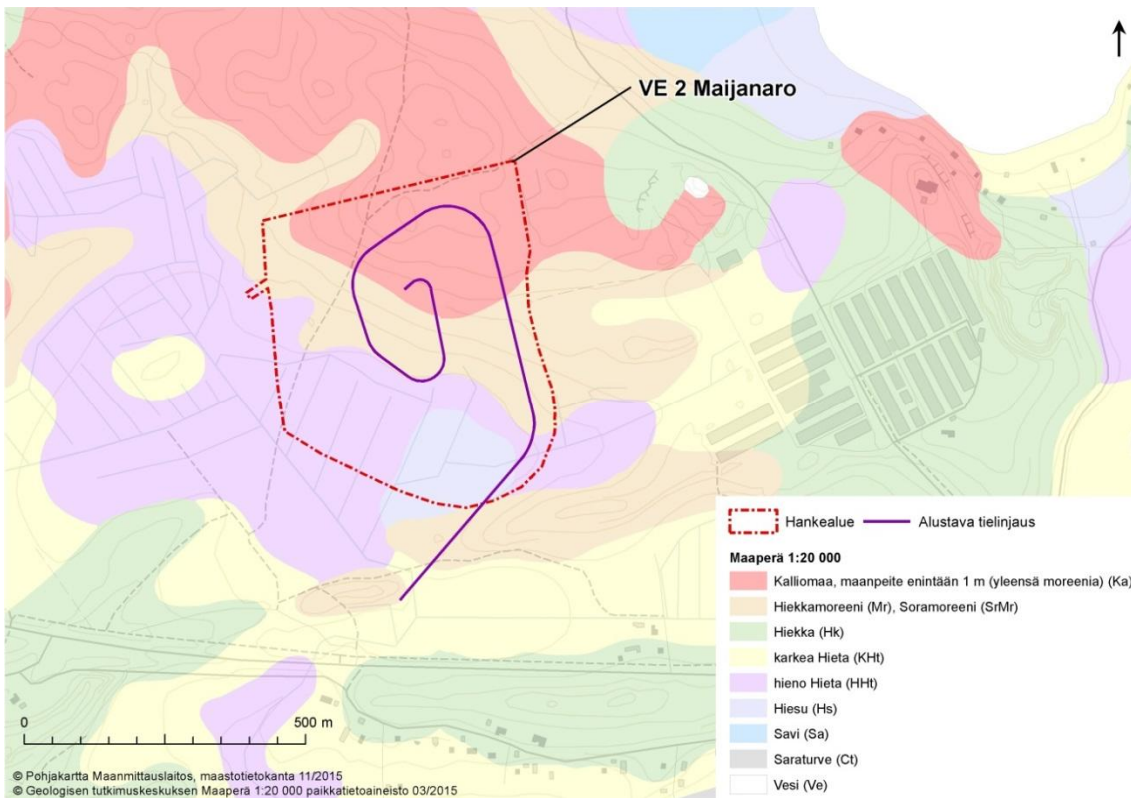 VE 2 Maijanaro
Hankealue
Alustava tielinjaus
Maaperä 1:20 000
Kalliomaa, maanpeite enintään 1 m (yleensä moreenia) (Ka)
Hiekkamoreeni (Mr), Soramoreeni (SrMr)
Hiekka (Hk)
karkea Hieta (KHt)
hieno Hieta (HHt)
Hiesu (Hs)
Savi (Sa)
Saraturve (Ct)
Vesi (Ve)
0 500 m
© Pohjakartta Maanmittauslaitos, maastotietokanta 11/2015
© Geologisen tutkimuskeskuksen Maaperä 1:20 000 paikkatietoaineisto 03/2015